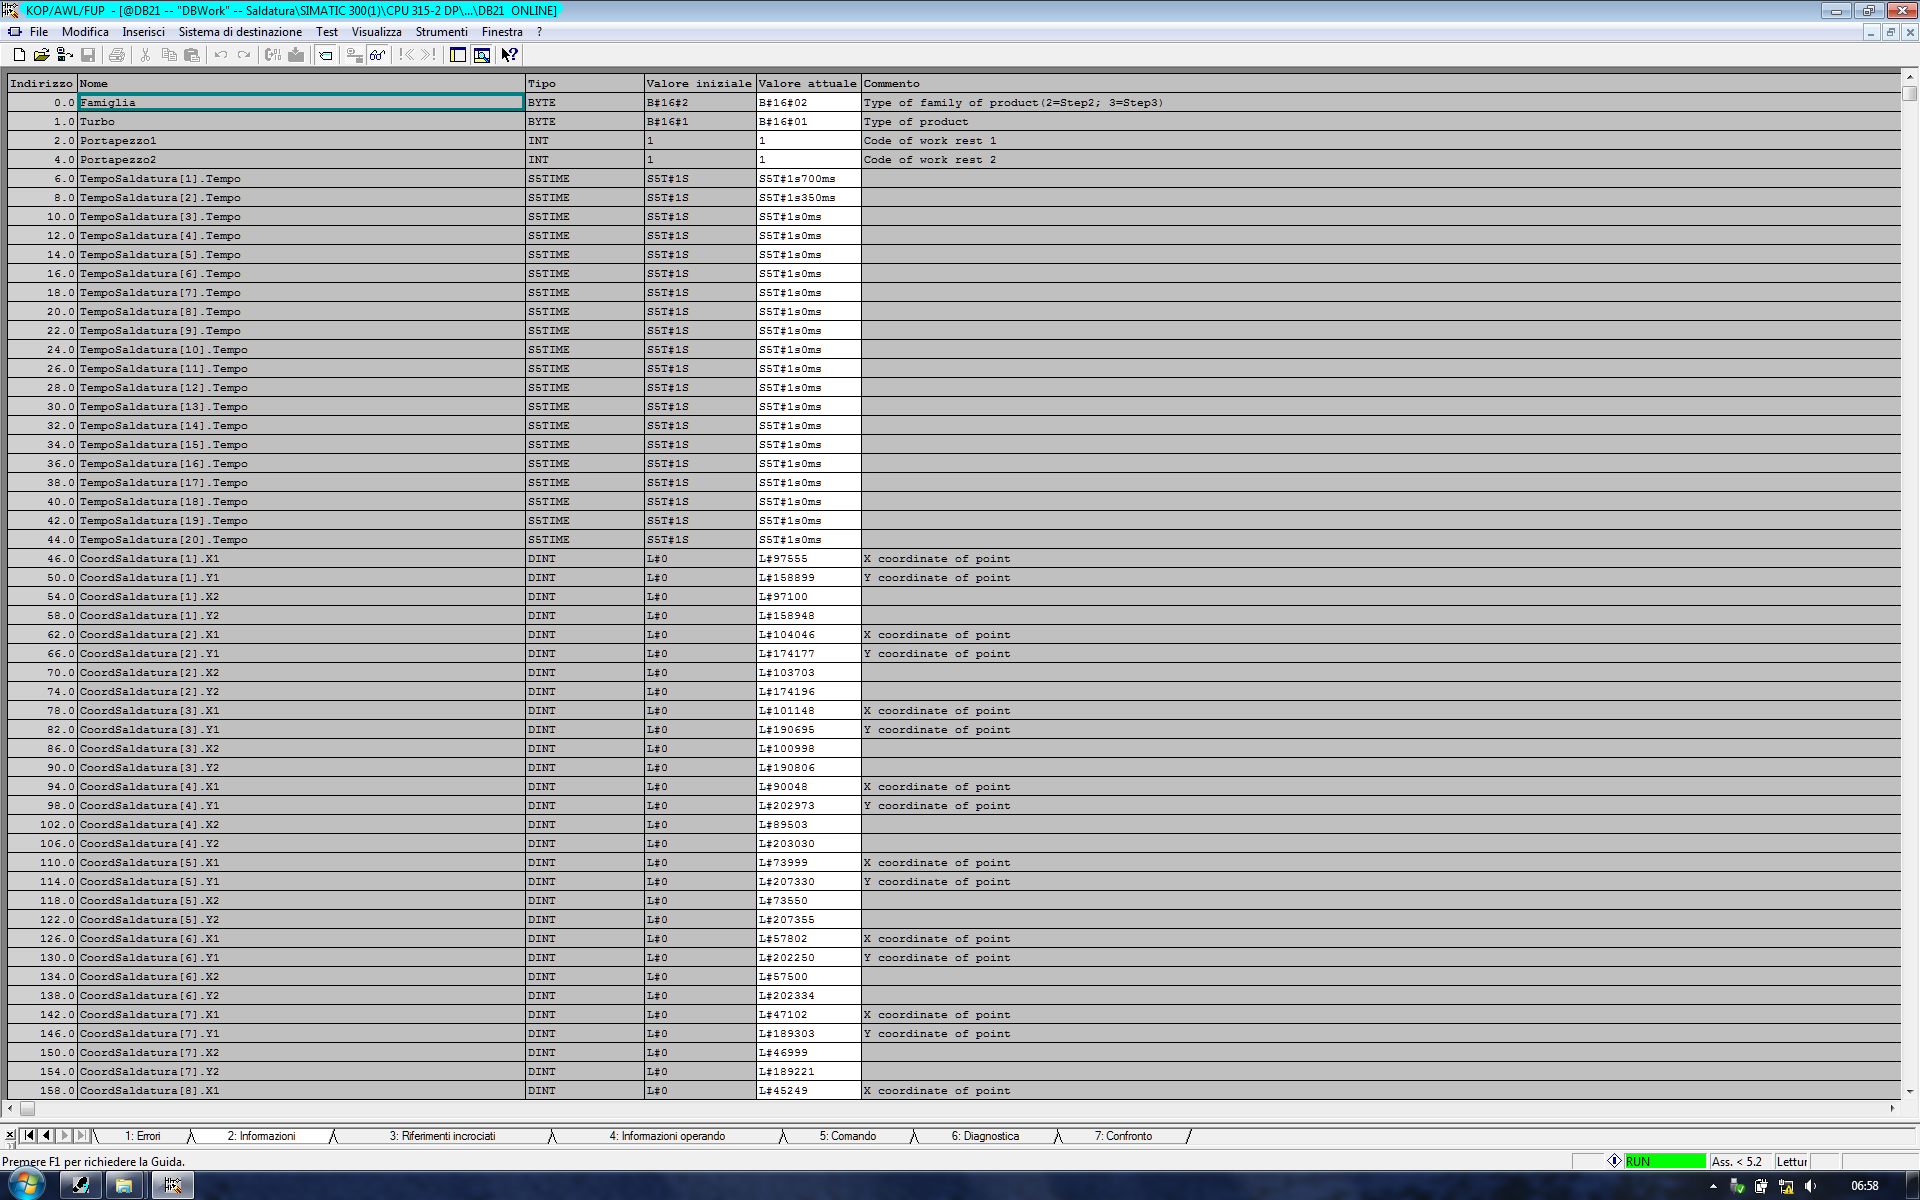 KOP/AWL/FUP - [@DB21 -- "DBWork" -- Saldatura\SIMATIC 300(1)\CPU 315-2 DP\...\DB21 ONLINE]
File Modifica Inserisci Sistema di destinazione Test Visualizza Strumenti Finestra ?
Indirizzo Nome Tipo Valore iniziale Valore attuale Commento
0.0 Famiglia BYTE B#16#2 B#16#02 Type of family of product(2=Step2; 3=Step3)
1.0 Turbo BYTE B#16#1 B#16#01 Type of product
2.0 Portapezzo1 INT 1 1 Code of work rest 1
4.0 Portapezzo2 INT 1 1 Code of work rest 2
6.0 TempoSaldatura[1].Tempo S5TIME S5T#1S S5T#1s700ms
8.0 TempoSaldatura[2].Tempo S5TIME S5T#1S S5T#1s350ms
10.0 TempoSaldatura[3].Tempo S5TIME S5T#1S S5T#1s0ms
12.0 TempoSaldatura[4].Tempo S5TIME S5T#1S S5T#1s0ms
14.0 TempoSaldatura[5].Tempo S5TIME S5T#1S S5T#1s0ms
16.0 TempoSaldatura[6].Tempo S5TIME S5T#1S S5T#1s0ms
18.0 TempoSaldatura[7].Tempo S5TIME S5T#1S S5T#1s0ms
20.0 TempoSaldatura[8].Tempo S5TIME S5T#1S S5T#1s0ms
22.0 TempoSaldatura[9].Tempo S5TIME S5T#1S S5T#1s0ms
24.0 TempoSaldatura[10].Tempo S5TIME S5T#1S S5T#1s0ms
26.0 TempoSaldatura[11].Tempo S5TIME S5T#1S S5T#1s0ms
28.0 TempoSaldatura[12].Tempo S5TIME S5T#1S S5T#1s0ms
30.0 TempoSaldatura[13].Tempo S5TIME S5T#1S S5T#1s0ms
32.0 TempoSaldatura[14].Tempo S5TIME S5T#1S S5T#1s0ms
34.0 TempoSaldatura[15].Tempo S5TIME S5T#1S S5T#1s0ms
36.0 TempoSaldatura[16].Tempo S5TIME S5T#1S S5T#1s0ms
38.0 TempoSaldatura[17].Tempo S5TIME S5T#1S S5T#1s0ms
40.0 TempoSaldatura[18].Tempo S5TIME S5T#1S S5T#1s0ms
42.0 TempoSaldatura[19].Tempo S5TIME S5T#1S S5T#1s0ms
44.0 TempoSaldatura[20].Tempo S5TIME S5T#1S S5T#1s0ms
46.0 CoordSaldatura[1].X1 DINT L#0 L#97555 X coordinate of point
50.0 CoordSaldatura[1].Y1 DINT L#0 L#158899 Y coordinate of point
54.0 CoordSaldatura[1].X2 DINT L#0 L#97100
58.0 CoordSaldatura[1].Y2 DINT L#0 L#158948
62.0 CoordSaldatura[2].X1 DINT L#0 L#104046 X coordinate of point
66.0 CoordSaldatura[2].Y1 DINT L#0 L#174177 Y coordinate of point
70.0 CoordSaldatura[2].X2 DINT L#0 L#103703
74.0 CoordSaldatura[2].Y2 DINT L#0 L#174196
78.0 CoordSaldatura[3].X1 DINT L#0 L#101148 X coordinate of point
82.0 CoordSaldatura[3].Y1 DINT L#0 L#190695 Y coordinate of point
86.0 CoordSaldatura[3].X2 DINT L#0 L#100998
90.0 CoordSaldatura[3].Y2 DINT L#0 L#190806
94.0 CoordSaldatura[4].X1 DINT L#0 L#90048 X coordinate of point
98.0 CoordSaldatura[4].Y1 DINT L#0 L#202973 Y coordinate of point
102.0 CoordSaldatura[4].X2 DINT L#0 L#89503
106.0 CoordSaldatura[4].Y2 DINT L#0 L#203030
110.0 CoordSaldatura[5].X1 DINT L#0 L#73999 X coordinate of point
114.0 CoordSaldatura[5].Y1 DINT L#0 L#207330 Y coordinate of point
118.0 CoordSaldatura[5].X2 DINT L#0 L#73550
122.0 CoordSaldatura[5].Y2 DINT L#0 L#207355
126.0 CoordSaldatura[6].X1 DINT L#0 L#57802 X coordinate of point
130.0 CoordSaldatura[6].Y1 DINT L#0 L#202250 Y coordinate of point
134.0 CoordSaldatura[6].X2 DINT L#0 L#57500
138.0 CoordSaldatura[6].Y2 DINT L#0 L#202334
142.0 CoordSaldatura[7].X1 DINT L#0 L#47102 X coordinate of point
146.0 CoordSaldatura[7].Y1 DINT L#0 L#189303 Y coordinate of point
150.0 CoordSaldatura[7].X2 DINT L#0 L#46999
154.0 CoordSaldatura[7].Y2 DINT L#0 L#189221
158.0 CoordSaldatura[8].X1 DINT L#0 L#45249 X coordinate of point
1: Errori 2: Informazioni 3: Riferimenti incrociati 4: Informazioni operando 5: Comando 6: Diagnostica 7: Confronto
Premere F1 per richiedere la Guida. RUN Ass. < 5.2 Lettur
06:58